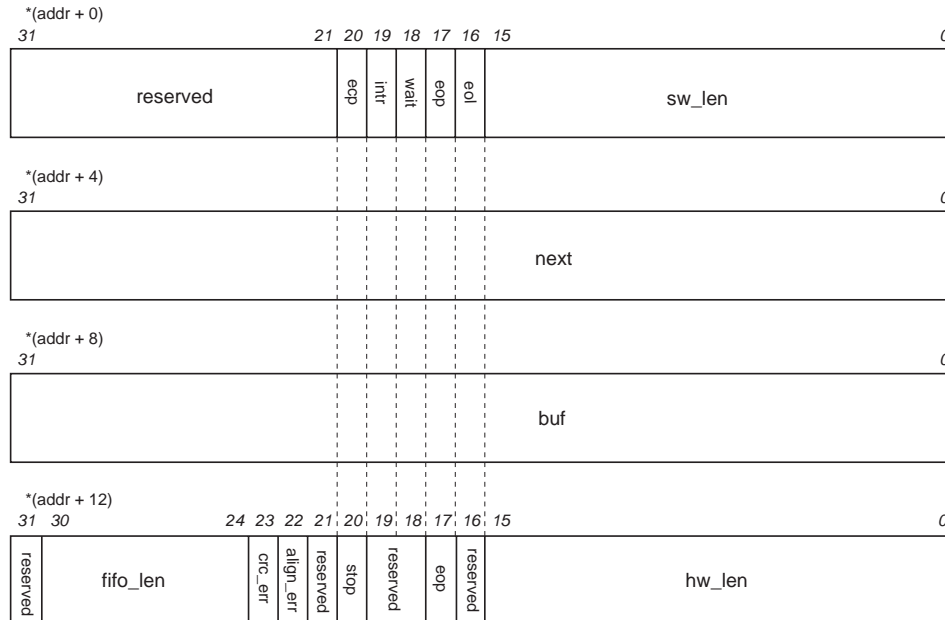 *(addr + 0)
31 21 20 19 18 17 16 15 0
reserved ecp intr wait eop eol sw_len
*(addr + 4)
31 0
next
*(addr + 8)
31 0
buf
*(addr + 12)
31 30 24 23 22 21 20 19 18 17 16 15 0
reserved fifo_len crc_err align_err reserved stop reserved eop reserved hw_len